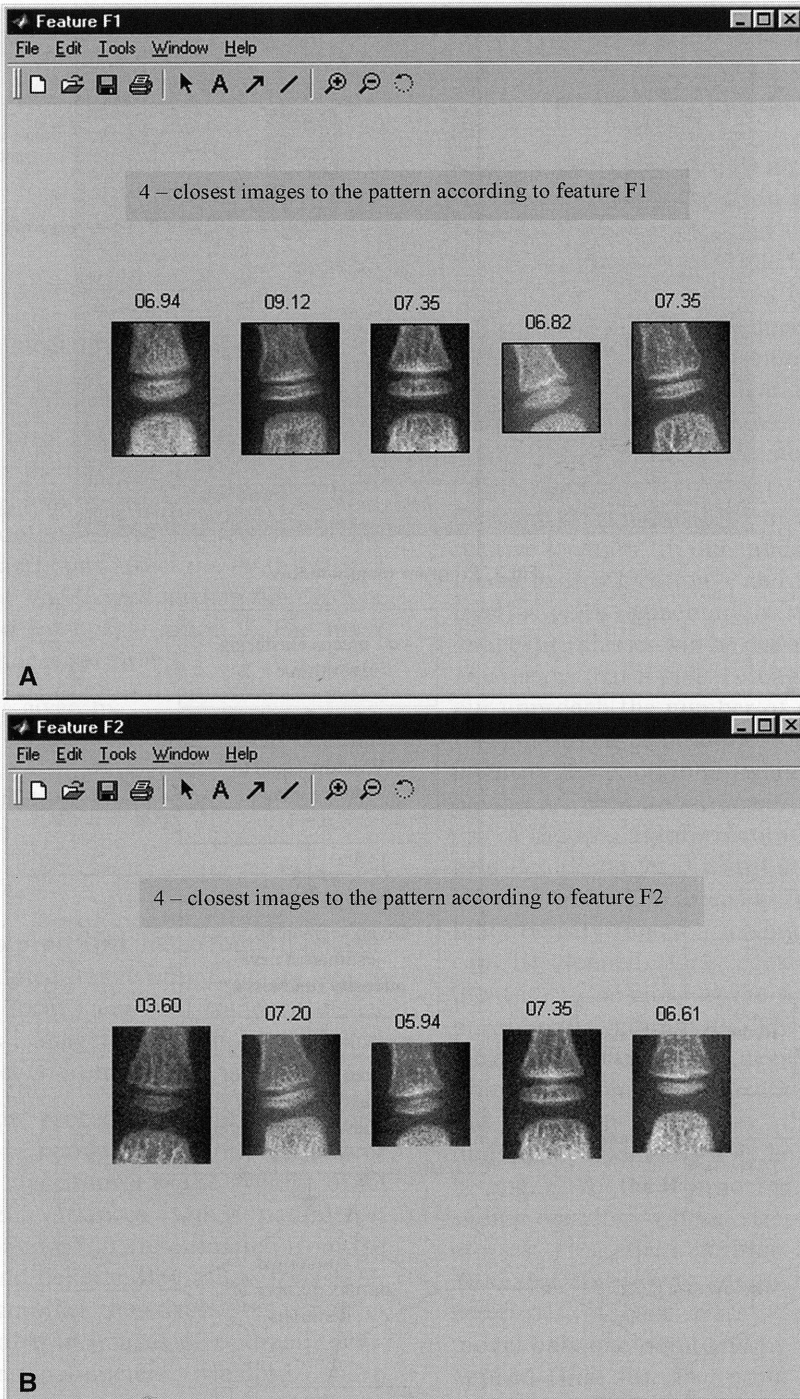 Feature F1
File Edit Tools Window Help
A
4 – closest images to the pattern according to feature F1
06.94 09.12 07.35 06.82 07.35
A
Feature F2
File Edit Tools Window Help
A
4 – closest images to the pattern according to feature F2
03.60 07.20 05.94 07.35 06.61
B